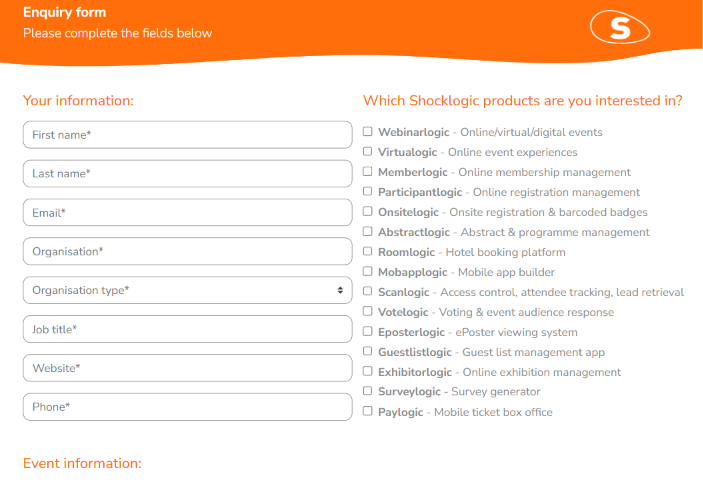 Enquiry form
Please complete the fields below
S
Your information:
First name*
Last name*
Email*
Organisation*
Organisation type*
Job title*
Website*
Phone*
Which Shocklogic products are you interested in?
Webinarlogic - Online/virtual/digital events
Virtualogic - Online event experiences
Memberlogic - Online membership management
Participantlogic - Online registration management
Onsitelogic - Onsite registration & barcoded badges
Abstractlogic - Abstract & programme management
Roomlogic - Hotel booking platform
Mobapplogic - Mobile app builder
Scanlogic - Access control, attendee tracking, lead retrieval
Votelogic - Voting & event audience response
Eposterlogic - ePoster viewing system
Guestlistlogic - Guest list management app
Exhibitorlogic - Online exhibition management
Surveylogic - Survey generator
Paylogic - Mobile ticket box office
Event information: